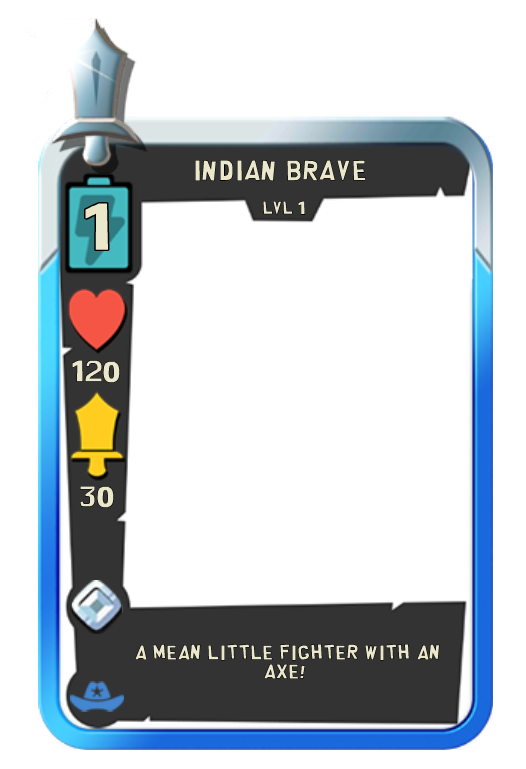 INDIAN BRAVE
LVL 1
1
120
30
A MEAN LITTLE FIGHTER WITH AN
AXE!